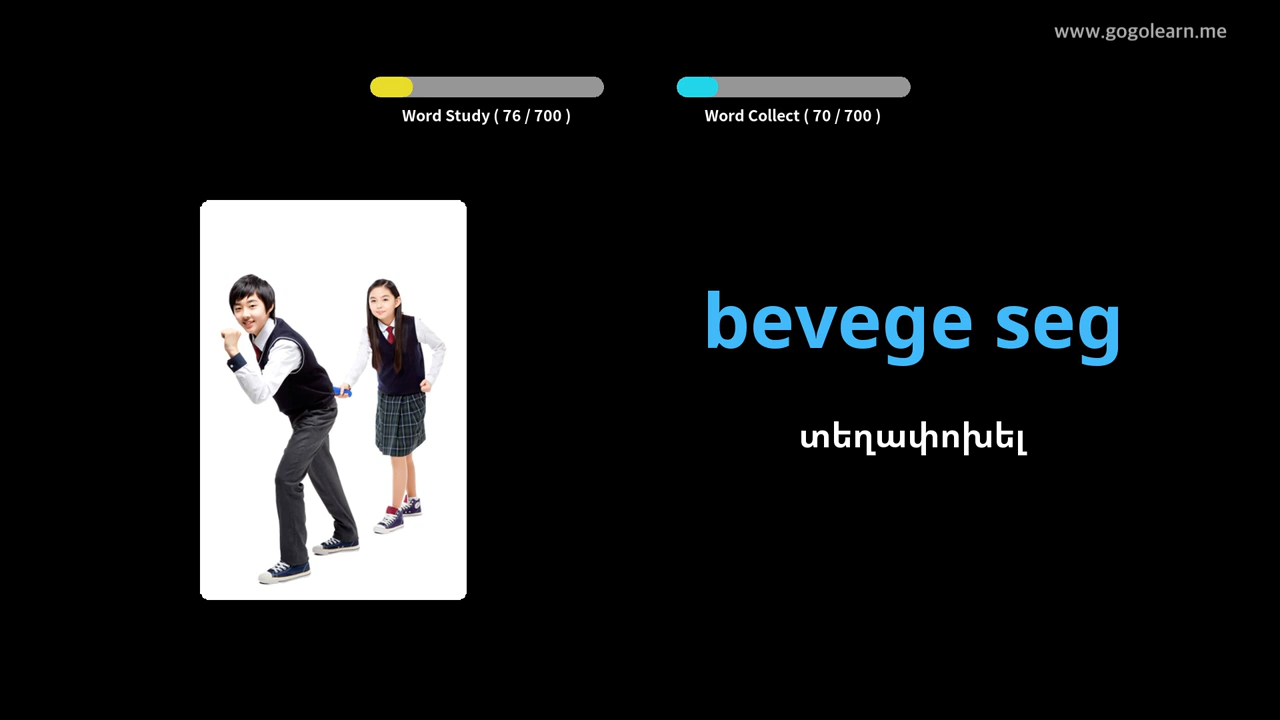 www.gogolearn.me
Word Study ( 76 / 700 )
Word Collect ( 70 / 700 )
bevege seg
տեղափոխել